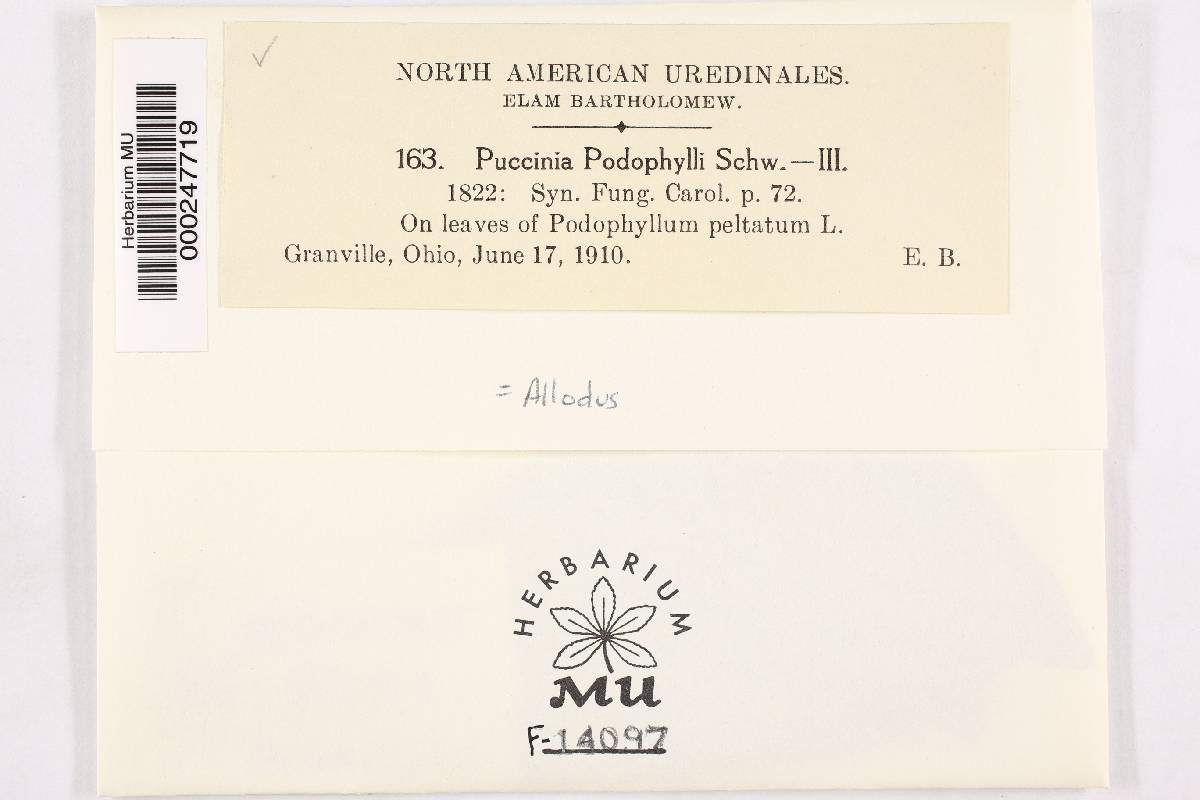 NORTH AMERICAN UREDINALES.
ELAM BARTHOLOMEW.
163. Puccinia Podophylli Schw.—III.
1822: Syn. Fung. Carol. p. 72.
On leaves of Podophyllum peltatum L.
Granville, Ohio, June 17, 1910. E. B.
Herbarium MU
000247719
= Allodus
HERBARIUM
MU
F-14097